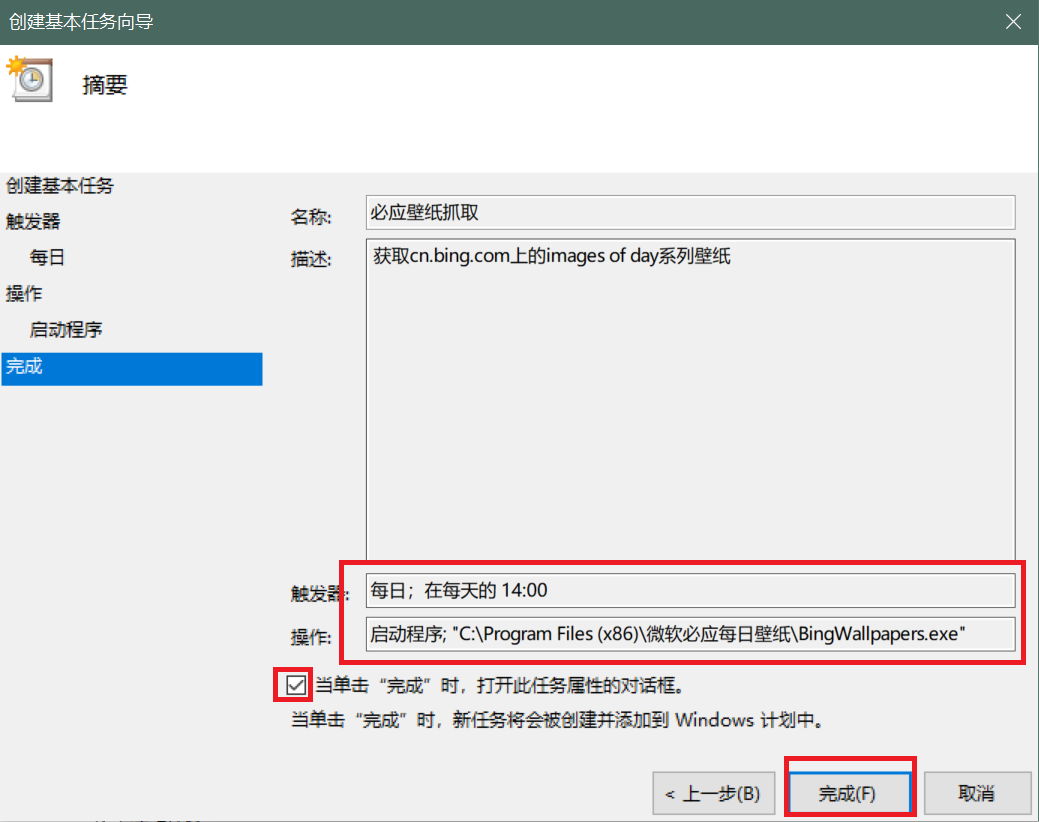 创建基本任务向导
摘要
创建基本任务
触发器
每日
操作
启动程序
完成
名称: 必应壁纸抓取
描述: 获取cn.bing.com上的images of day系列壁纸
触发器: 每日；在每天的 14:00
操作: 启动程序; "C:\Program Files (x86)\微软必应每日壁纸\BingWallpapers.exe"
当单击“完成”时，打开此任务属性的对话框。
当单击“完成”时，新任务将会被创建并添加到 Windows 计划中。
< 上一步(B) 完成(F) 取消